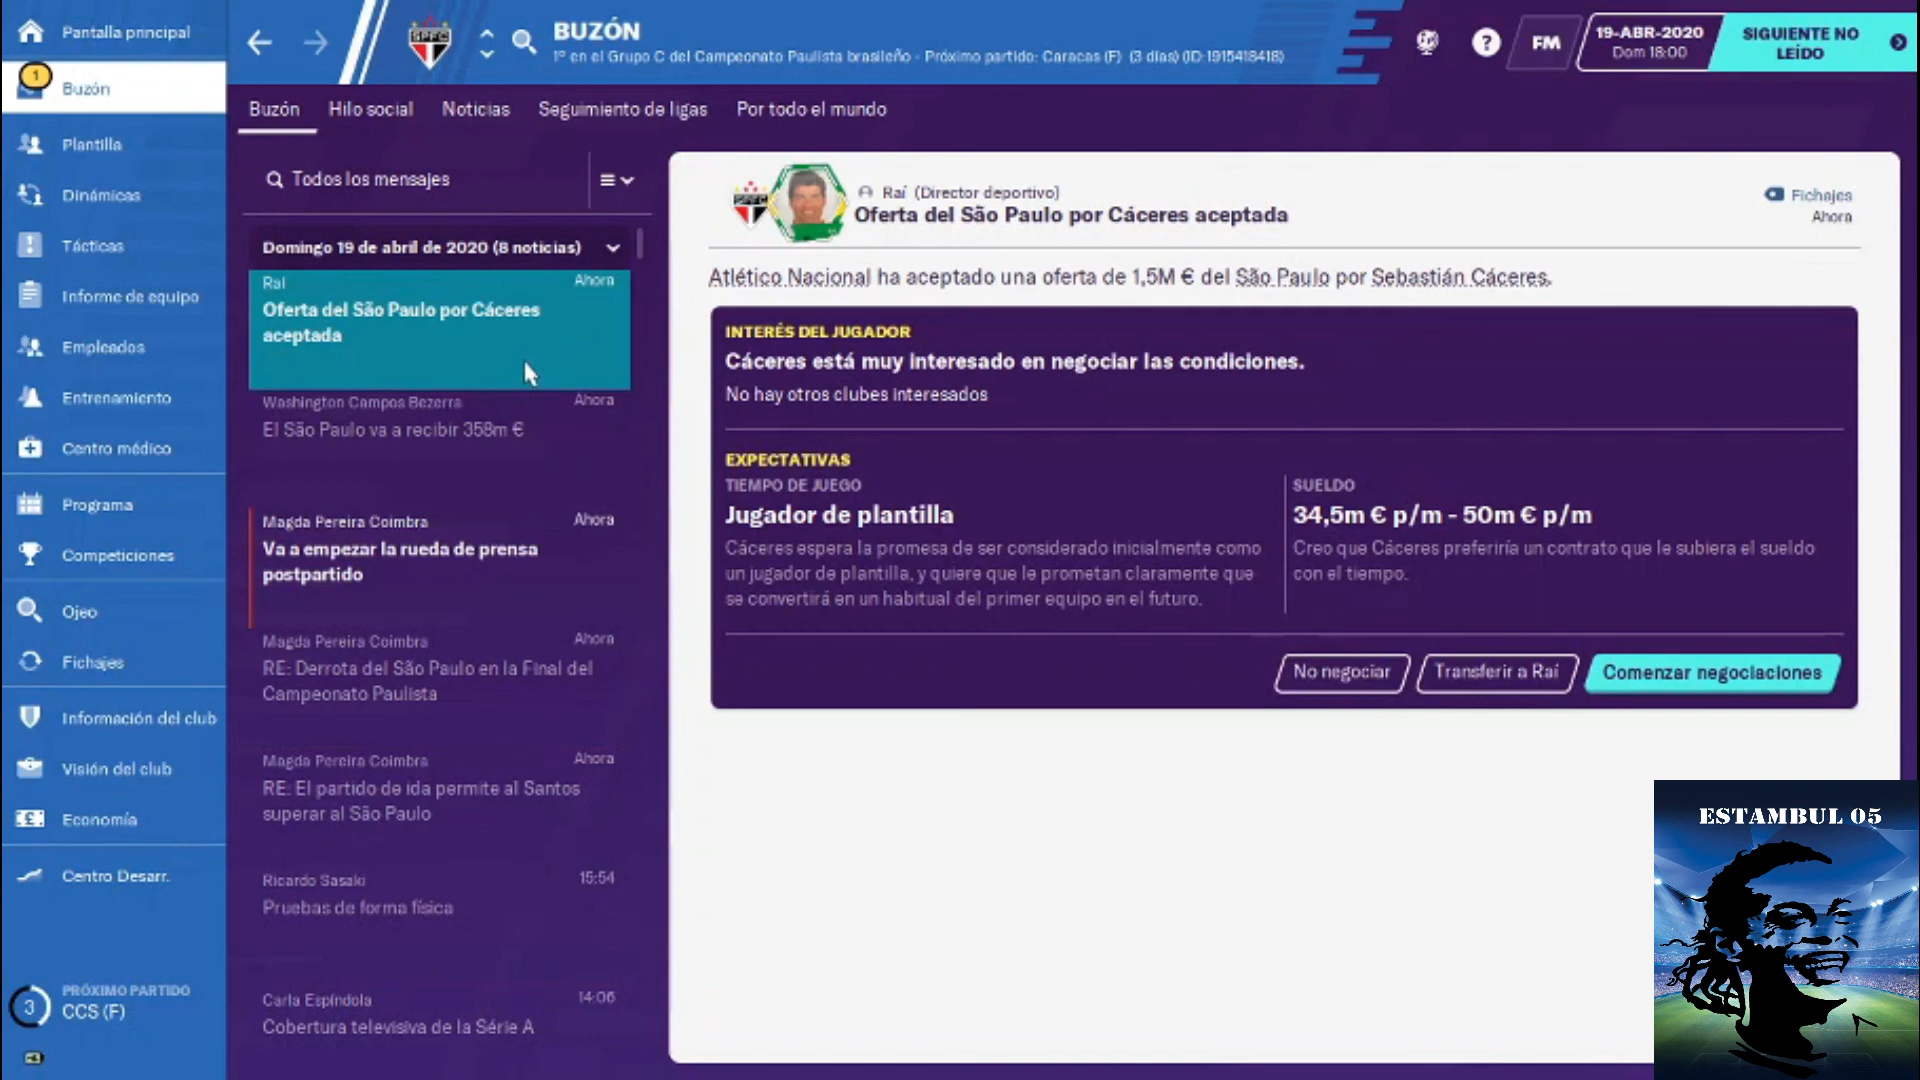 Pantalla principal
1
Buzón
Plantilla
Dinámicas
Tácticas
Informe de equipo
Empleados
Entrenamiento
Centro médico
Programa
Competiciones
Ojeo
Fichajes
Información del club
Visión del club
Economía
Centro Desarr.
3
PRÓXIMO PARTIDO
CCS (F)
SPFC
BUZÓN
1º en el Grupo C del Campeonato Paulista brasileño - Próximo partido: Caracas (F) (3 días) (ID:1915418418)
?
FM
19-ABR-2020
Dom 18:00
SIGUIENTE NO
LEÍDO
Buzón
Hilo social
Noticias
Seguimiento de ligas
Por todo el mundo
Todos los mensajes
Domingo 19 de abril de 2020 (8 noticias)
Raí
Ahora
Oferta del São Paulo por Cáceres
aceptada
Washington Campos Bezerra
Ahora
El São Paulo va a recibir 358m €
Magda Pereira Coimbra
Ahora
Va a empezar la rueda de prensa
postpartido
Magda Pereira Coimbra
Ahora
RE: Derrota del São Paulo en la Final del
Campeonato Paulista
Magda Pereira Coimbra
Ahora
RE: El partido de ida permite al Santos
superar al São Paulo
Ricardo Sasaki
15:54
Pruebas de forma física
Carla Espíndola
14:06
Cobertura televisiva de la Série A
SPFC
Raí (Director deportivo)
Oferta del São Paulo por Cáceres aceptada
Fichajes
Ahora
Atlético Nacional ha aceptado una oferta de 1,5M € del São Paulo por Sebastián Cáceres.
INTERÉS DEL JUGADOR
Cáceres está muy interesado en negociar las condiciones.
No hay otros clubes interesados
EXPECTATIVAS
TIEMPO DE JUEGO
Jugador de plantilla
Cáceres espera la promesa de ser considerado inicialmente como
un jugador de plantilla, y quiere que le prometan claramente que
se convertirá en un habitual del primer equipo en el futuro.
SUELDO
34,5m € p/m - 50m € p/m
Creo que Cáceres preferiría un contrato que le subiera el sueldo
con el tiempo.
No negociar
Transferir a Raí
Comenzar negociaciones
ESTAMBUL 05